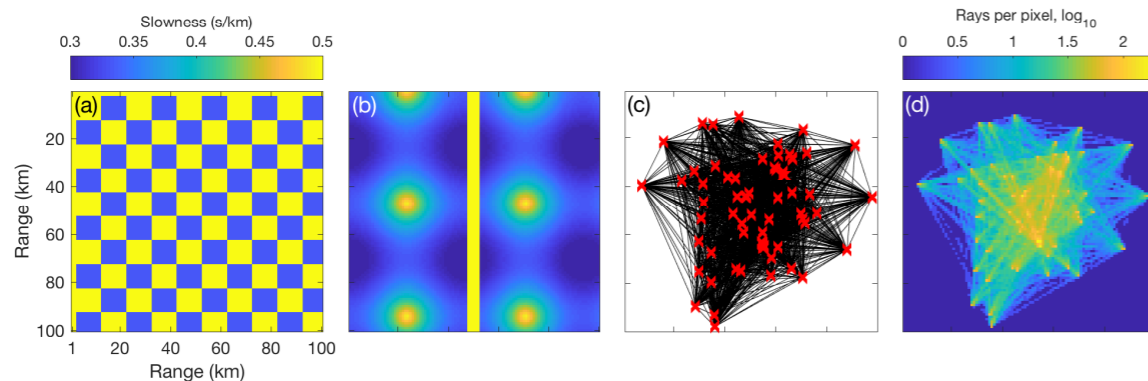 Slowness (s/km)
0.3 0.35 0.4 0.45 0.5
Rays per pixel, log10
0 0.5 1 1.5 2
(a)
(b)
(c)
(d)
20
40
60
80
100
Range (km)
1 20 40 60 80 100
Range (km)